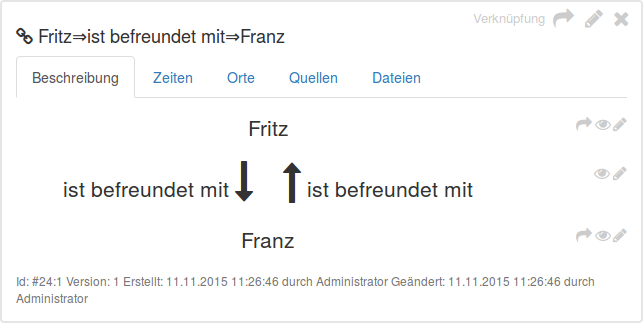 Verknüpfung
Fritz⇒ist befreundet mit⇒Franz
Beschreibung Zeiten Orte Quellen Dateien
Fritz
ist befreundet mit ist befreundet mit
Franz
Id: #24:1 Version: 1 Erstellt: 11.11.2015 11:26:46 durch Administrator Geändert: 11.11.2015 11:26:46 durch
Administrator